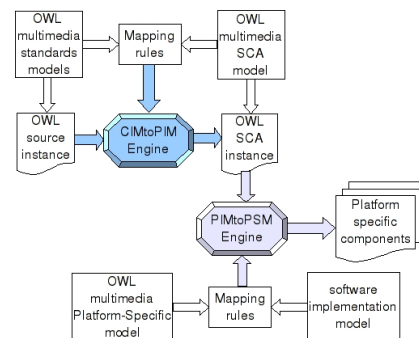 OWL
multimedia
standards
models
Mapping
rules
OWL
multimedia
SCA
model
OWL
source
instance
CIMtoPIM
Engine
OWL
SCA
instance
PIMtoPSM
Engine
Platform
specific
components
OWL
multimedia
Platform-Specific
model
Mapping
rules
software
implementation
model